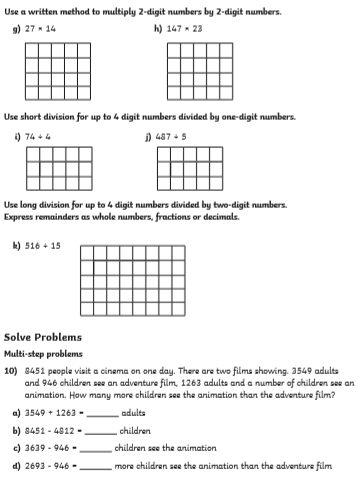 Use a written method to multiply 2-digit numbers by 2-digit numbers.
g) 27 × 14 h) 147 × 23
Use short division for up to 4 digit numbers divided by one-digit numbers.
i) 74 ÷ 4 j) 487 ÷ 5
Use long division for up to 4 digit numbers divided by two-digit numbers.
Express remainders as whole numbers, fractions or decimals.
k) 516 ÷ 15
Solve Problems
Multi-step problems
10) 8451 people visit a cinema on one day. There are two films showing. 3549 adults
and 946 children see an adventure film, 1263 adults and a number of children see an
animation. How many more children see the animation than the adventure film?
a) 3549 + 1263 = ______ adults
b) 8451 - 4812 = ______ children
c) 3639 - 946 = ______ children see the animation
d) 2693 - 946 = ______ more children see the animation than the adventure film